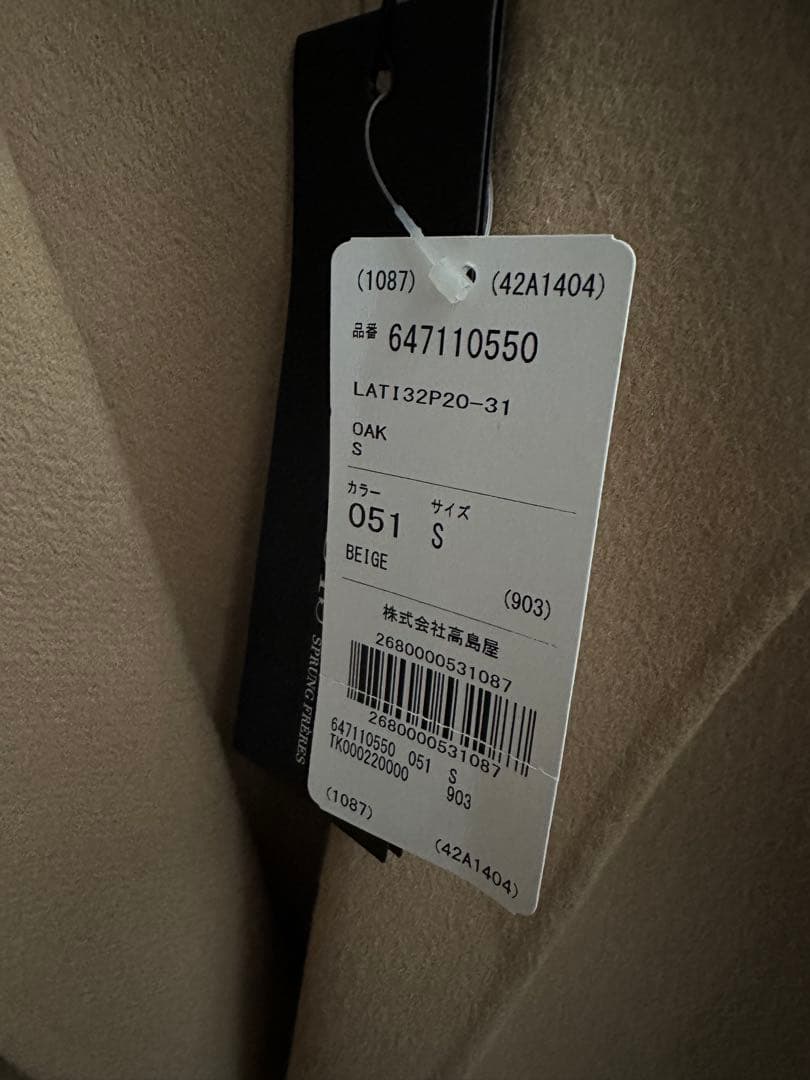 (1087) (42A1404)
品番 647110550
LATI32P20-31
OAK
S
カラー サイズ
051 S
BEIGE
(903)
株式会社高島屋
2680000531087
2680000531087
647110550 051 S
TK000220000 903
(1087) (42A1404)
SPRUNG FRÈRES